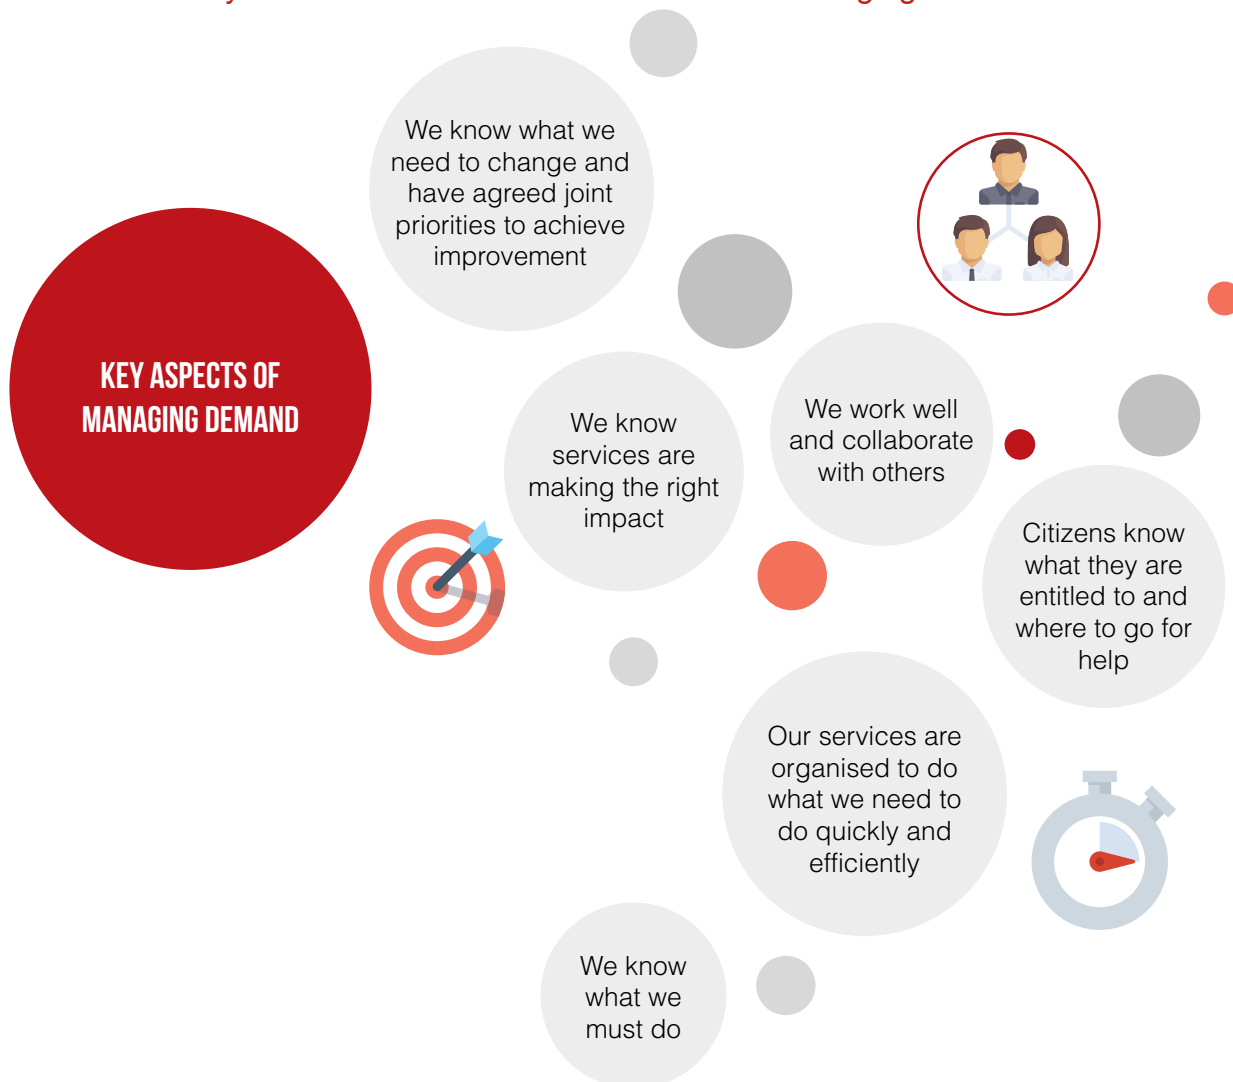 We know what we
need to change and
have agreed joint
priorities to achieve
improvement
KEY ASPECTS OF
MANAGING DEMAND
We know
services are
making the right
impact
We work well
and collaborate
with others
Citizens know
what they are
entitled to and
where to go for
help
Our services are
organised to do
what we need to
do quickly and
efficiently
We know
what we
must do